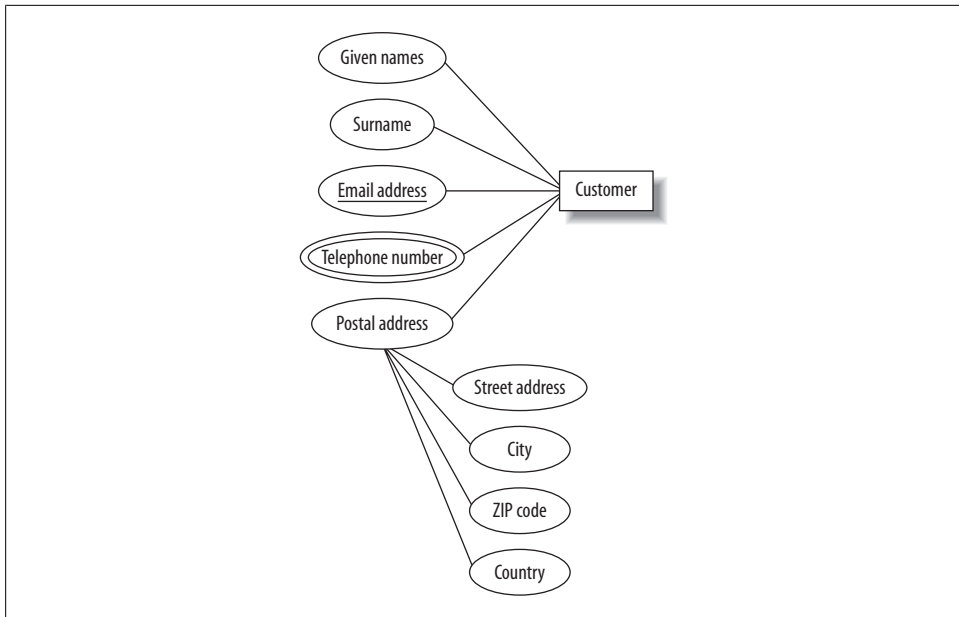 Given names
Surname
Email address
Customer
Telephone number
Postal address
Street address
City
ZIP code
Country